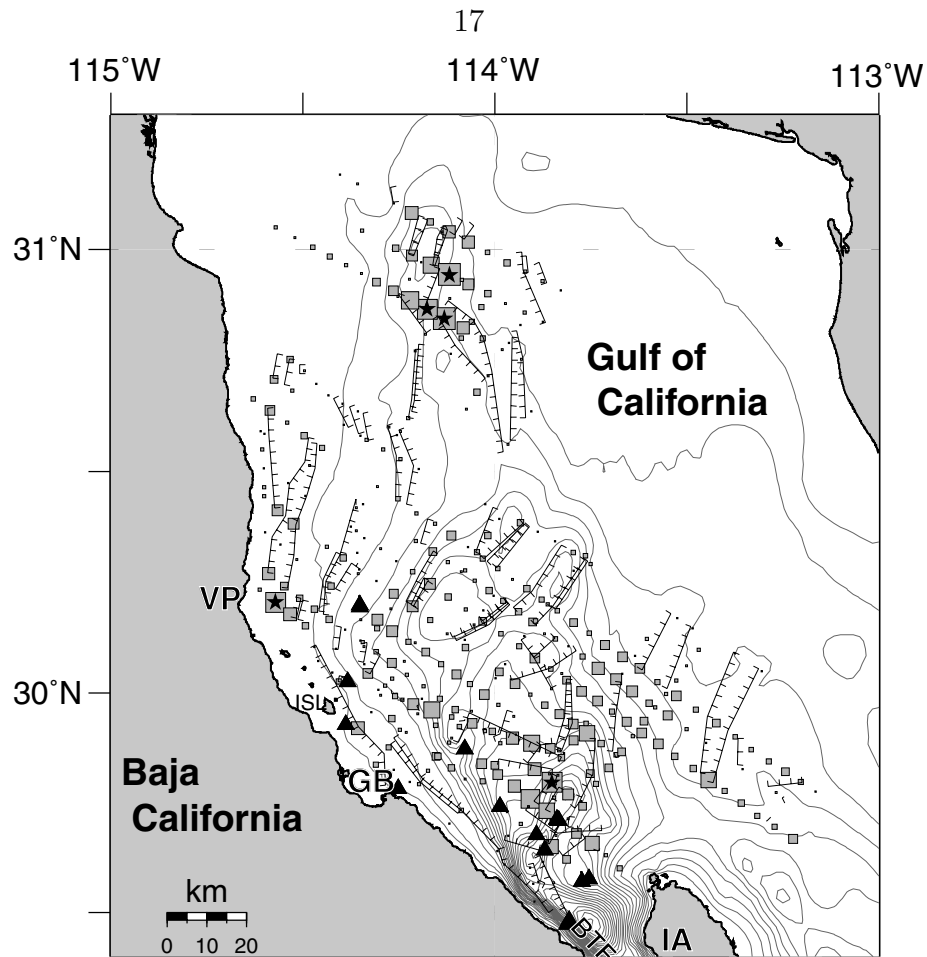 17
115˚W 114˚W 113˚W
31˚N
Gulf of
California
VP
30˚N
ISL
GB
Baja
California
km
0 10 20
BTF
IA